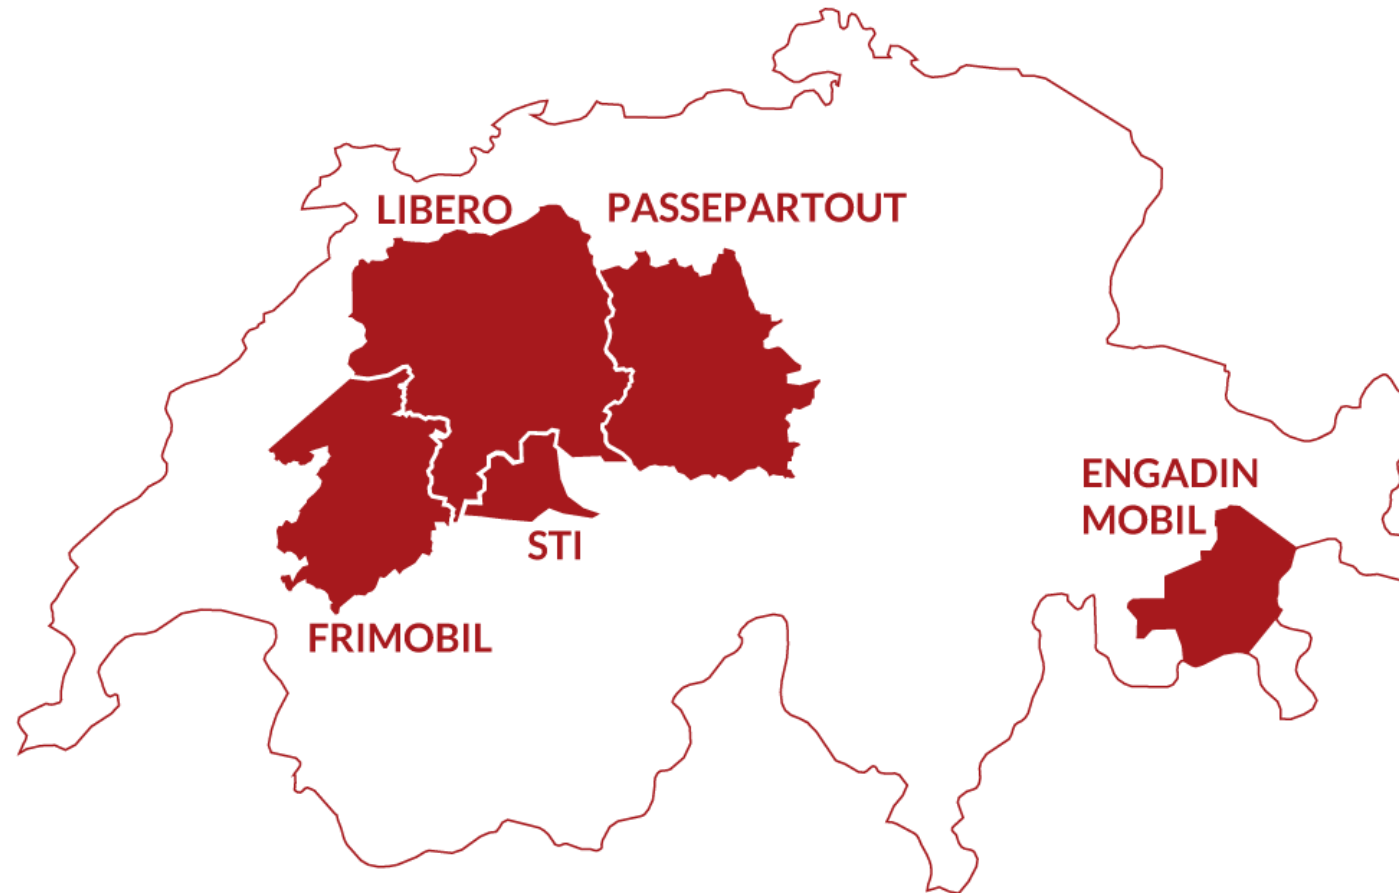 LIBERO
PASSEPARTOUT
ENGADIN
MOBIL
STI
FRIMOBIL